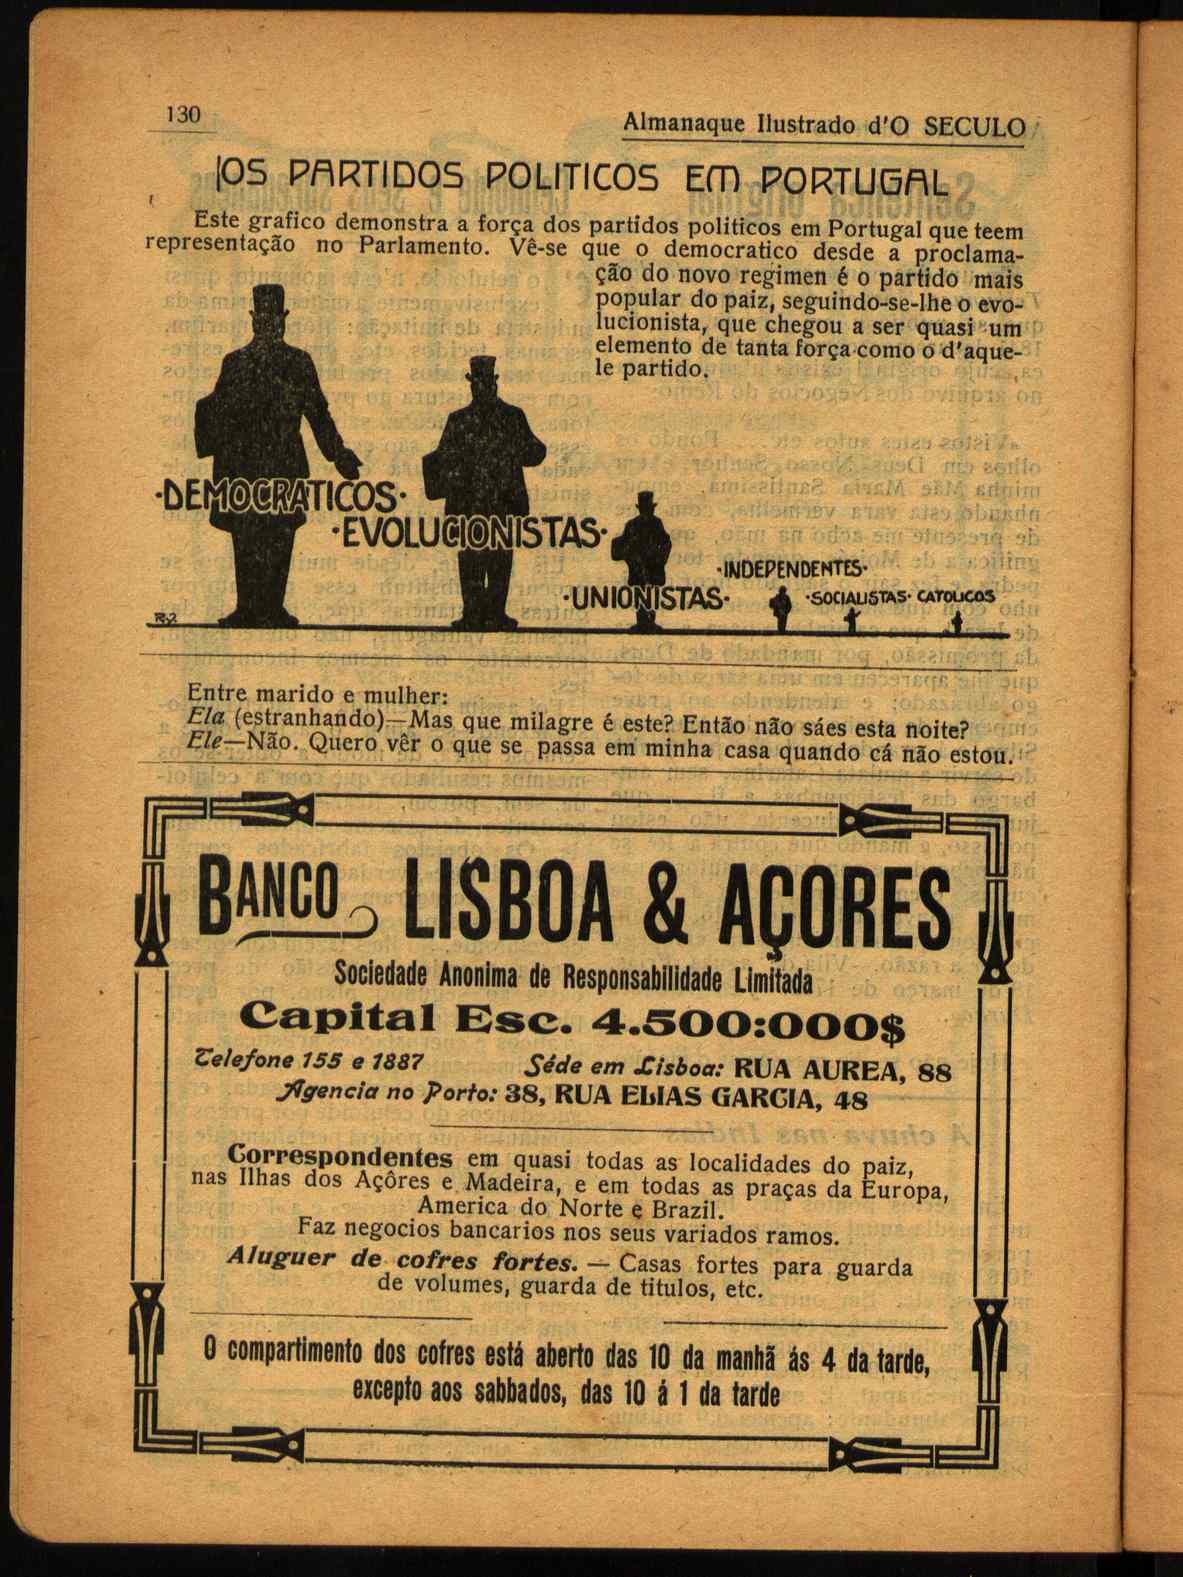 130
Almanaque Ilustrado d'O SECULO
OS PARTIDOS POLITICOS EM PORTUGAL
Este grafico demonstra a força dos partidos politicos em Portugal que teem
representação no Parlamento. Vê-se que o democratico desde a proclama-
ção do novo regimen é o partido mais
popular do paiz, seguindo-se-lhe o evo-
lucionista, que chegou a ser quasi um
elemento de tanta força como o d'aque-
le partido.
·DEMOCRATICOS·
·EVOLUCIONISTAS·
·UNIONISTAS·
·INDEPENDENTES·
·SOCIALISTAS· CATOLICOS
Entre marido e mulher:
Ela (estranhando)—Mas que milagre é este? Então não sáes esta noite?
Ele—Não. Quero vêr o que se passa em minha casa quando cá não estou.
BANCO LISBOA & AÇORES
Sociedade Anonima de Responsabilidade Limitada
Capital Esc. 4.500:000$
Telefone 155 e 1887 Séde em Lisboa: RUA AUREA, 88
Agencia no Porto: 38, RUA ELIAS GARCIA, 48
Correspondentes em quasi todas as localidades do paiz,
nas Ilhas dos Açôres e Madeira, e em todas as praças da Europa,
America do Norte e Brazil.
Faz negocios bancarios nos seus variados ramos.
Aluguer de cofres fortes. — Casas fortes para guarda
de volumes, guarda de titulos, etc.
O compartimento dos cofres está aberto das 10 da manhã ás 4 da tarde,
excepto aos sabbados, das 10 á 1 da tarde